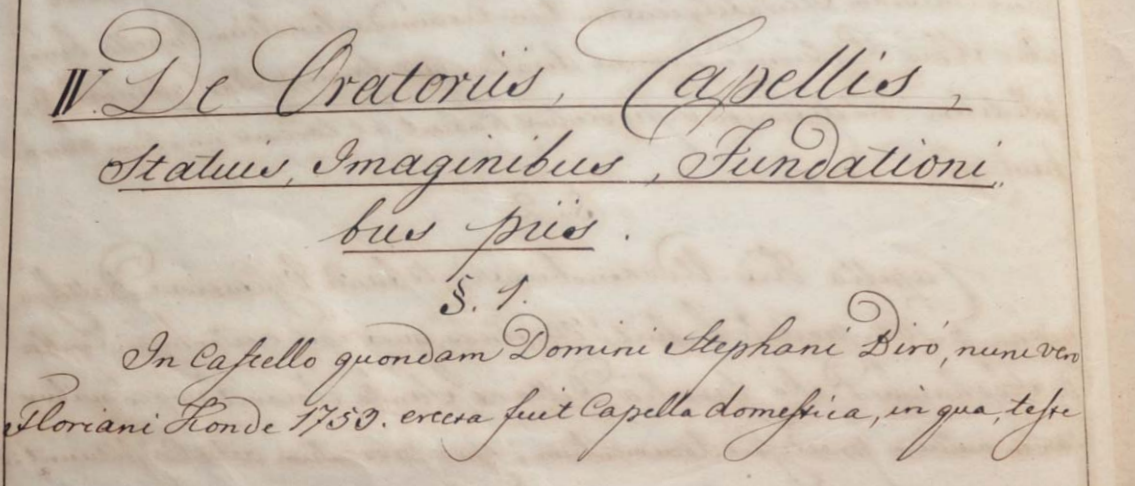 IV. De Oratoriis, Capellis,
Statuis, Imaginibus, Fundationi
bus piis.
§. 1.
In Castello quondam Domini Stephani Biró, nunc vero
Floriani Konde 1753. erecta fuit Capella domestica, in qua, teste